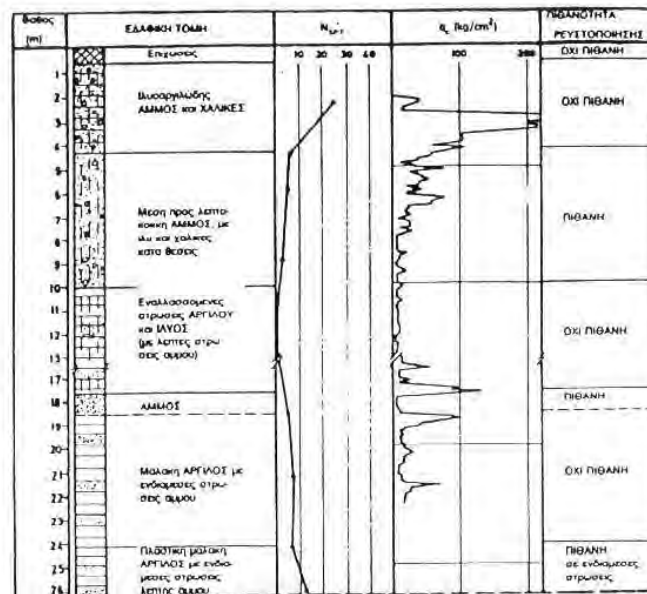 Βαθος (m)
ΕΔΑΦΙΚΗ ΤΟΜΗ
N SPT
q c (kg/cm²)
ΠΙΘΑΝΟΤΗΤΑ
ΡΕΥΣΤΟΠΟΙΗΣΗΣ
10 20 30 40
100 200
Επιχωσεις
ΟΧΙ ΠΙΘΑΝΗ
1
2
3
4
5
6
7
8
9
10
11
12
13
17
18
19
20
21
22
23
24
25
26
Ιλυοαργιλώδης
ΑΜΜΟΣ και ΧΑΛΙΚΕΣ
ΟΧΙ ΠΙΘΑΝΗ
Μεση προς λεπτο-
κοκκη ΑΜΜΟΣ, με
ιλυ και χαλικες
κατα θεσεις
ΠΙΘΑΝΗ
Εναλλασσομενες
στρωσεις ΑΡΓΙΛΟΥ
και ΙΛΥΟΣ
(με λεπτες στρω
σεις αμμου)
ΟΧΙ ΠΙΘΑΝΗ
ΑΜΜΟΣ
ΠΙΘΑΝΗ
Μαλακη ΑΡΓΙΛΟΣ με
ενδιαμεσες στρω-
σεις αμμου
ΟΧΙ ΠΙΘΑΝΗ
Πλαστικη μαλακη
ΑΡΓΙΛΟΣ με ενδια-
μεσες στρωσεις
λεπτης αμμου
ΠΙΘΑΝΗ
σε ενδιαμεσες
στρωσεις